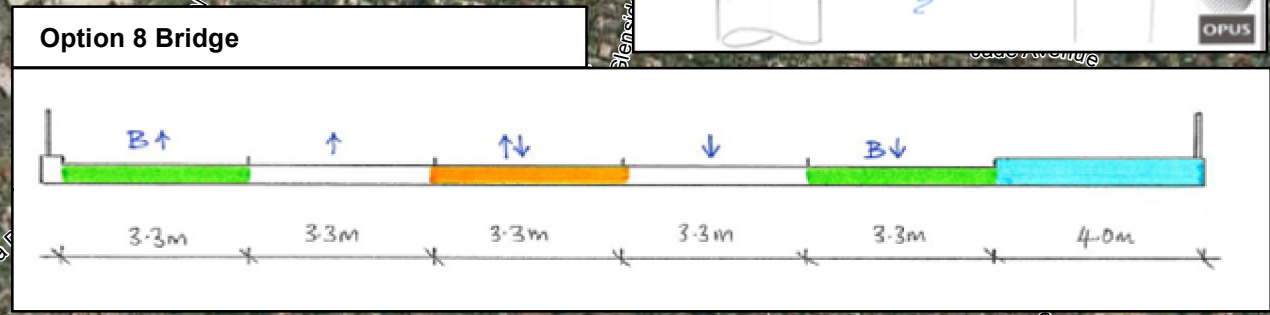 Option 8 Bridge
OPUS
B↑ ↑ ↑↓ ↓ B↓
3.3m 3.3m 3.3m 3.3m 3.3m 4.0m